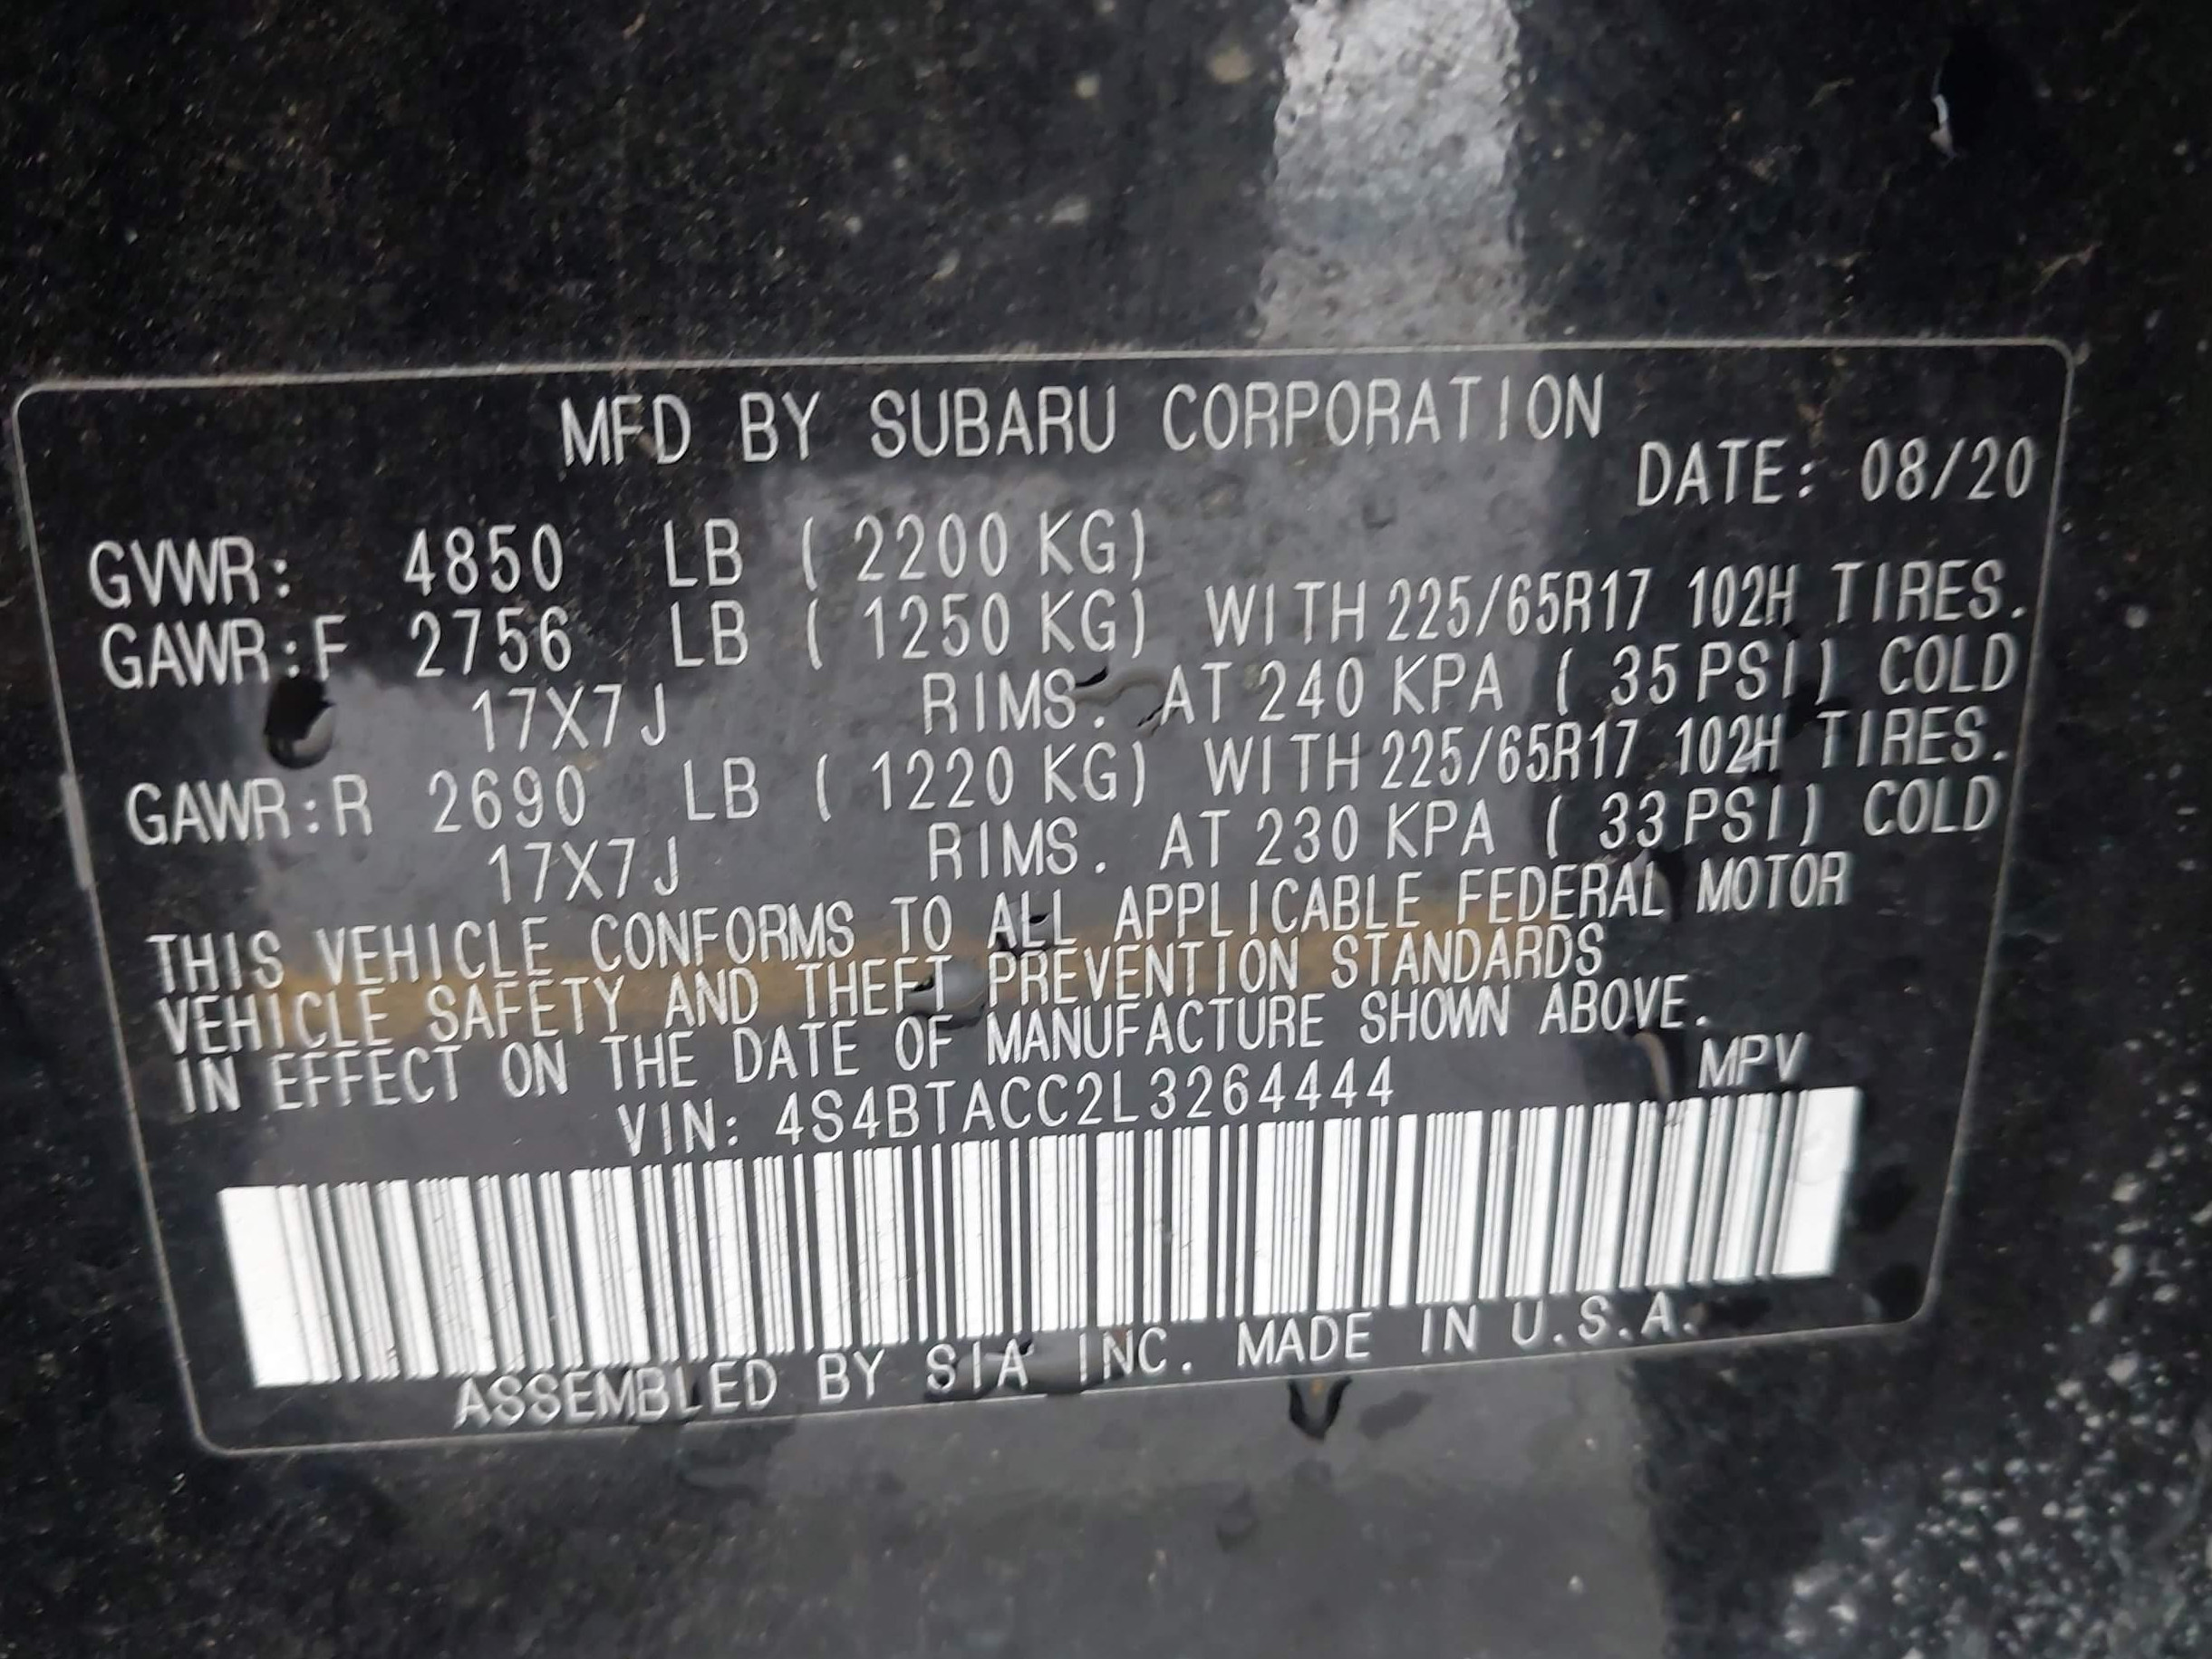 MFD BY SUBARU CORPORATION
DATE: 08/20
GVWR: 4850 LB ( 2200 KG)
GAWR:F 2756 LB ( 1250 KG) WITH 225/65R17 102H TIRES.
17X7J RIMS. AT 240 KPA ( 35 PSI) COLD
GAWR:R 2690 LB ( 1220 KG) WITH 225/65R17 102H TIRES.
17X7J RIMS. AT 230 KPA ( 33 PSI) COLD
THIS VEHICLE CONFORMS TO ALL APPLICABLE FEDERAL MOTOR
VEHICLE SAFETY AND THEFT PREVENTION STANDARDS
IN EFFECT ON THE DATE OF MANUFACTURE SHOWN ABOVE.
VIN: 4S4BTACC2L3264444 MPV
ASSEMBLED BY SIA INC. MADE IN U.S.A.